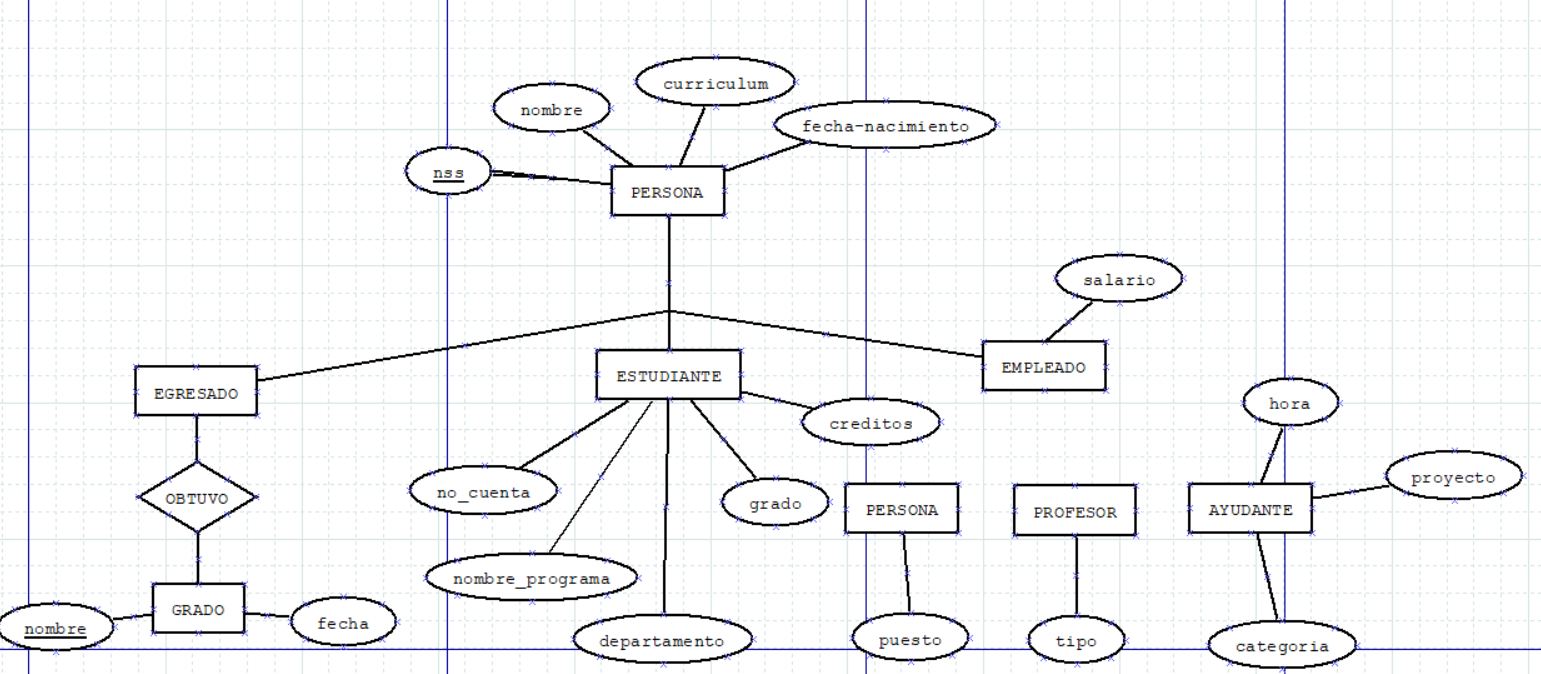 curriculum
nombre
fecha-nacimiento
nss
PERSONA
salario
EMPLEADO
ESTUDIANTE
EGRESADO
hora
creditos
proyecto
no_cuenta
OBTUVO
grado
PERSONA
PROFESOR
AYUDANTE
nombre_programa
GRADO
nombre
fecha
departamento
puesto
tipo
categoria